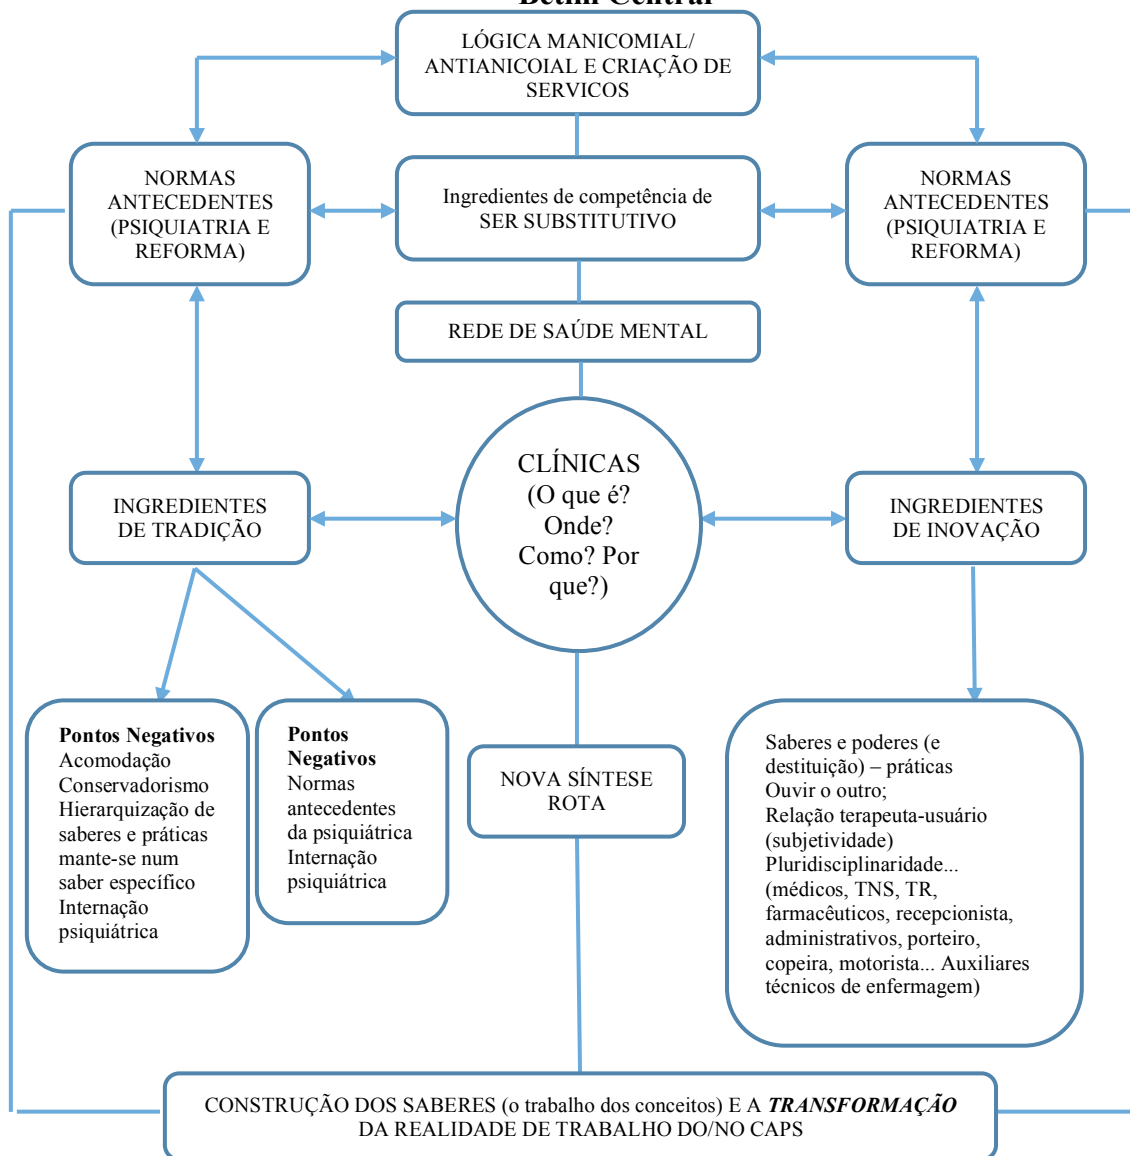 Betim Central
LÓGICA MANICOMIAL/
ANTIANICOIAL E CRIAÇÃO DE
SERVICOS
NORMAS
ANTECEDENTES
(PSIQUIATRIA E
REFORMA)
Ingredientes de competência de
SER SUBSTITUTIVO
NORMAS
ANTECEDENTES
(PSIQUIATRIA E
REFORMA)
REDE DE SAÚDE MENTAL
CLÍNICAS
(O que é?
Onde?
Como? Por
que?)
INGREDIENTES
DE TRADIÇÃO
INGREDIENTES
DE INOVAÇÃO
Pontos Negativos
Acomodação
Conservadorismo
Hierarquização de
saberes e práticas
mante-se num
saber específico
Internação
psiquiátrica
Pontos
Negativos
Normas
antecedentes
da psiquiátrica
Internação
psiquiátrica
NOVA SÍNTESE
ROTA
Saberes e poderes (e
destituição) – práticas
Ouvir o outro;
Relação terapeuta-usuário
(subjetividade)
Pluridisciplinaridade...
(médicos, TNS, TR,
farmacêuticos, recepcionista,
administrativos, porteiro,
copeira, motorista... Auxiliares
técnicos de enfermagem)
CONSTRUÇÃO DOS SABERES (o trabalho dos conceitos) E A TRANSFORMAÇÃO
DA REALIDADE DE TRABALHO DO/NO CAPS